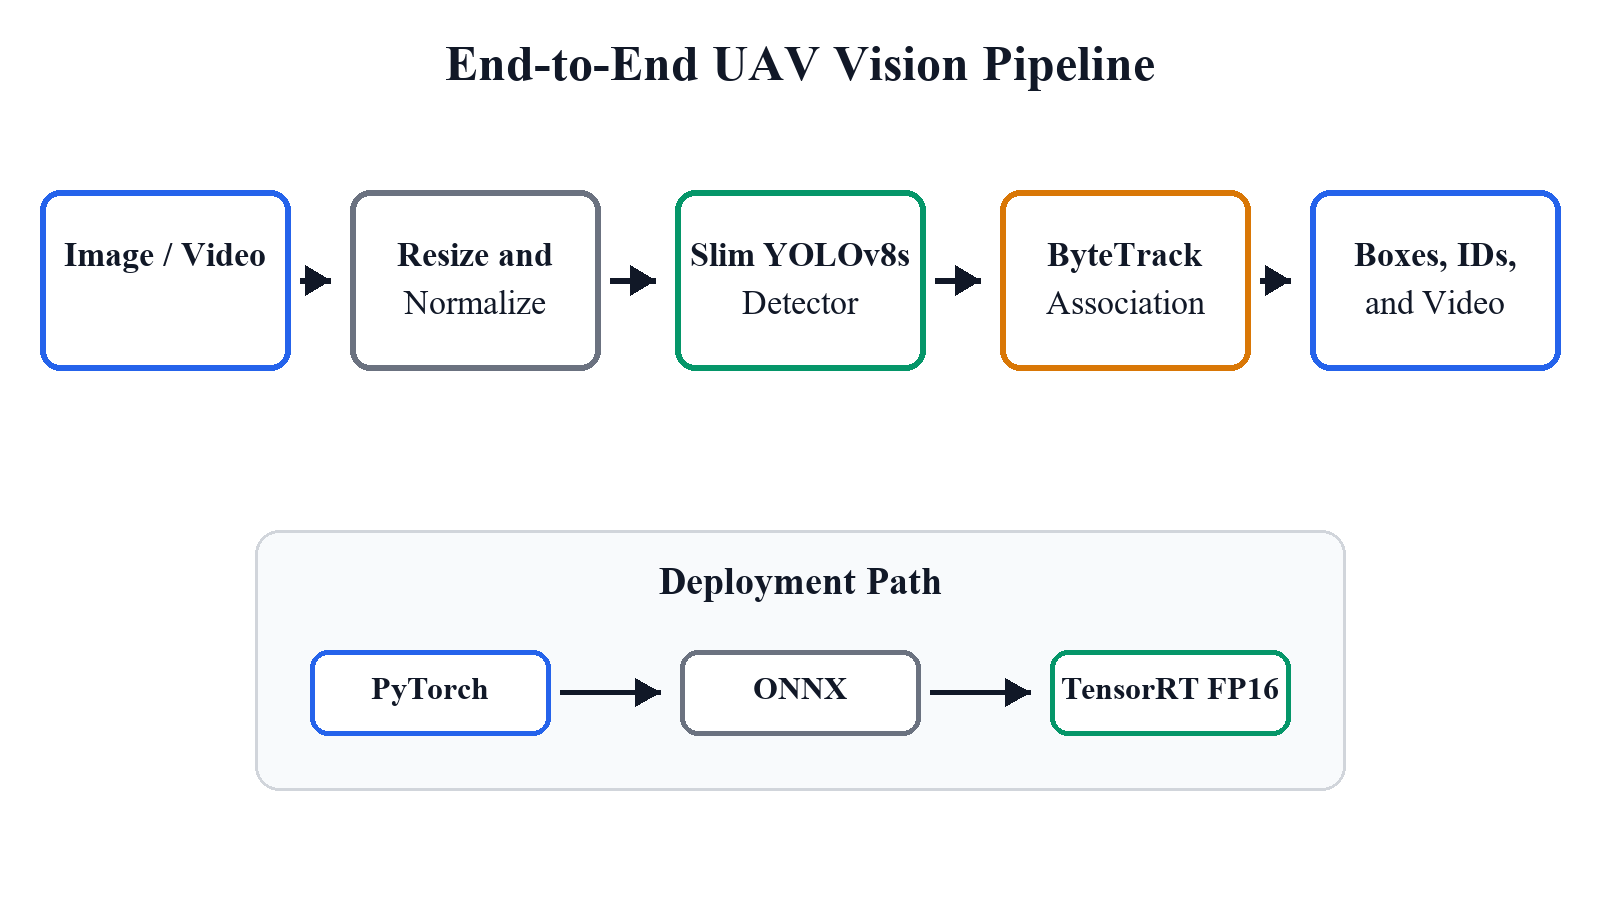 End-to-End UAV Vision Pipeline
Image / Video
Resize and
Normalize
Slim YOLOv8s
Detector
ByteTrack
Association
Boxes, IDs,
and Video
Deployment Path
PyTorch
ONNX
TensorRT FP16